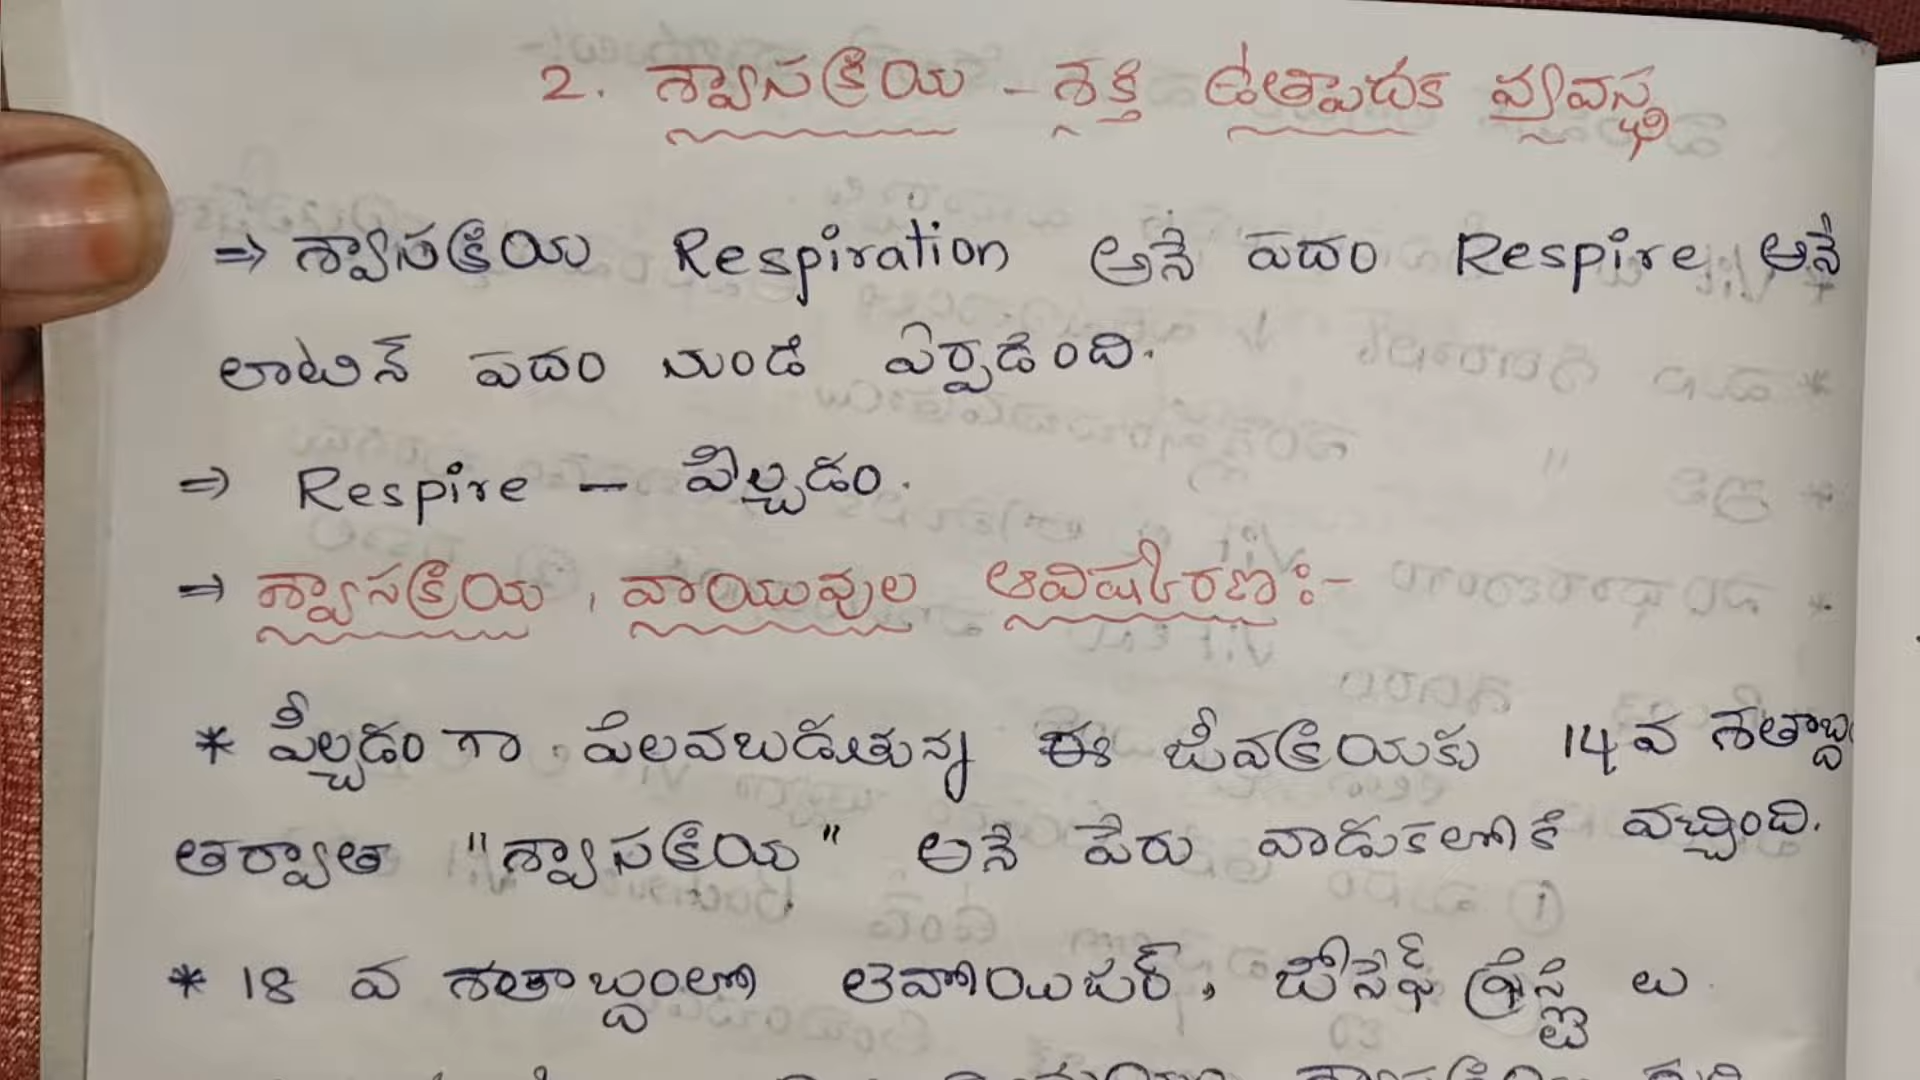 2. శ్వాసక్రియ - శక్తి ఉత్పాదక వ్యవస్థ
⇒ శ్వాసక్రియ Respiration అనే పదం Respire అనే
లాటిన్ పదం నుండి ఏర్పడింది.
⇒ Respire - పీల్చడం.
⇒ శ్వాసక్రియ, వాయువుల ఆవిష్కరణ:-
* పీల్చడం గా పిలవబడుతున్న ఈ జీవక్రియకు 14వ శతాబ్ద
తర్వాత "శ్వాసక్రియ" అనే పేరు వాడుకలోకి వచ్చింది.
* 18 వ శతాబ్దంలో లెవోయిజర్, జోసెఫ్ ప్రిస్ట్లీ లు